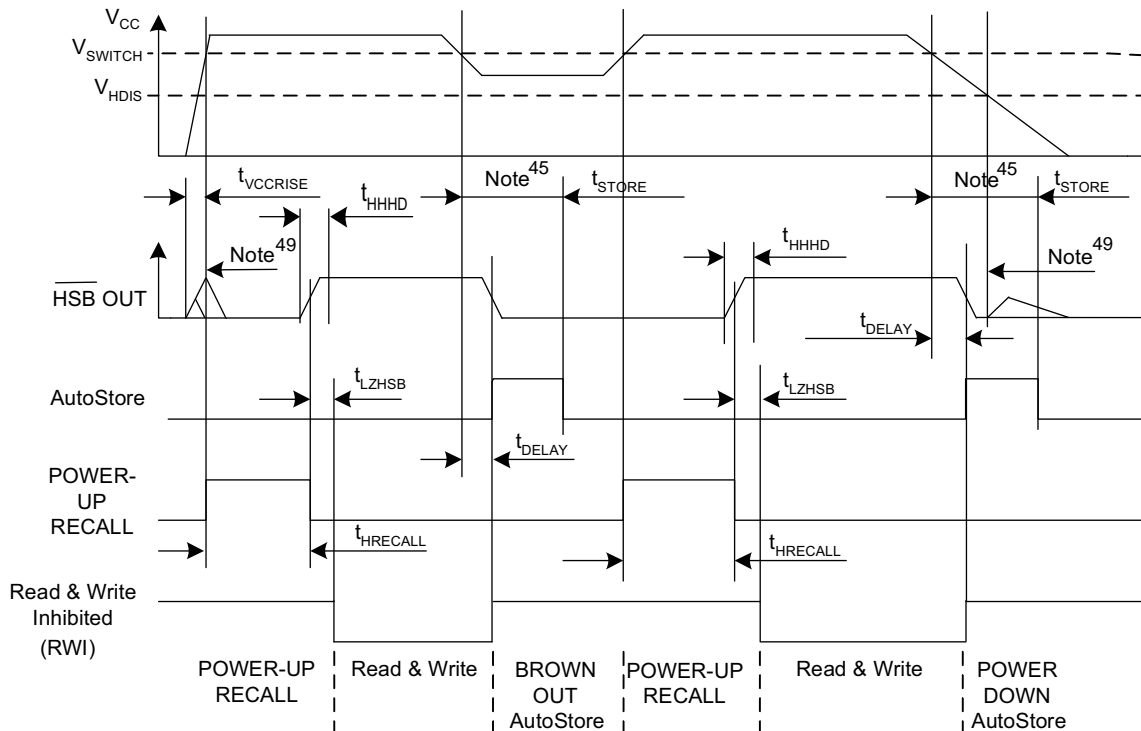 VCC
VSWITCH
VHDIS
tVCCRISE
Note45
tSTORE
Note45
tSTORE
tHHHD
Note49
tHHHD
Note49
HSB OUT
tDELAY
AutoStore
tLZHSB
tLZHSB
tDELAY
POWER-
UP
RECALL
tHRECALL
tHRECALL
Read & Write
Inhibited
(RWI)
POWER-UP
RECALL
Read & Write
BROWN
OUT
AutoStore
POWER-UP
RECALL
Read & Write
POWER
DOWN
AutoStore